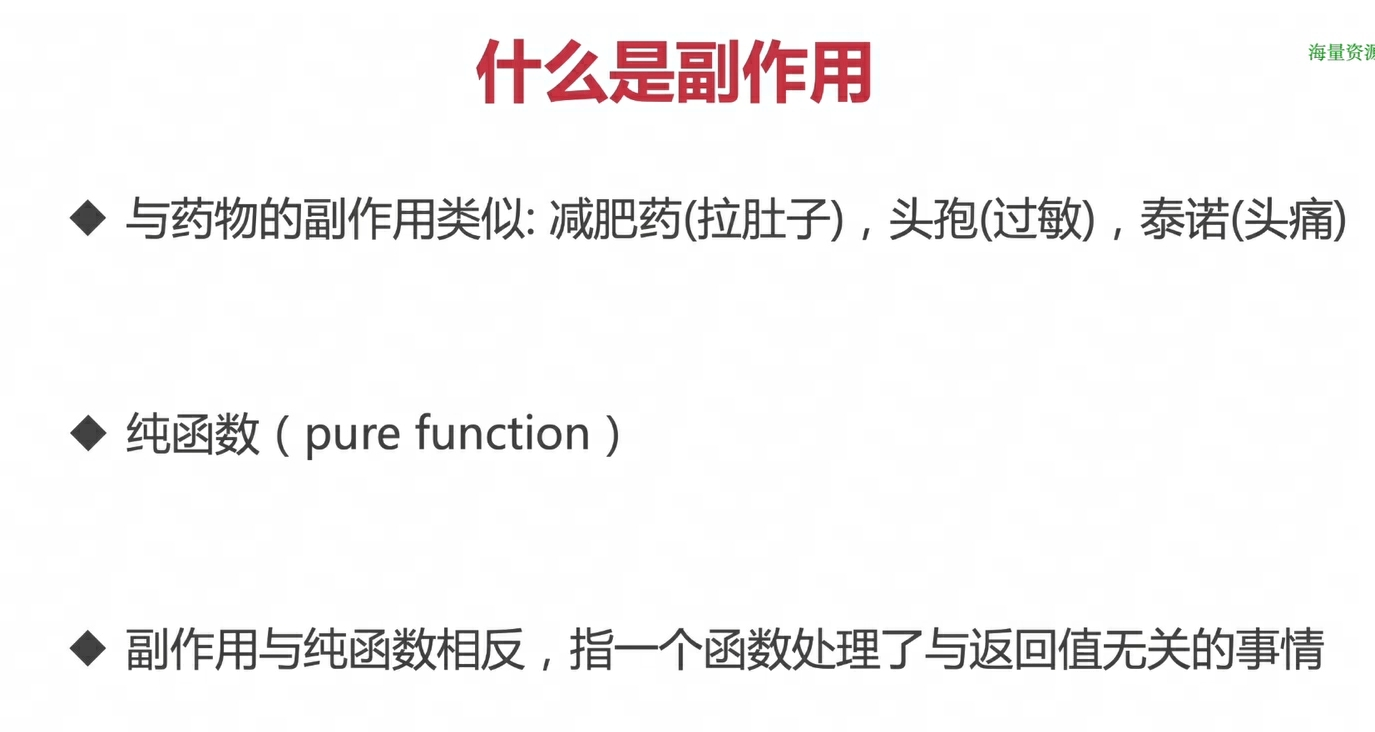 什么是副作用
海量资源
◆ 与药物的副作用类似: 减肥药(拉肚子)，头孢(过敏)，泰诺(头痛)
◆ 纯函数（pure function）
◆ 副作用与纯函数相反，指一个函数处理了与返回值无关的事情